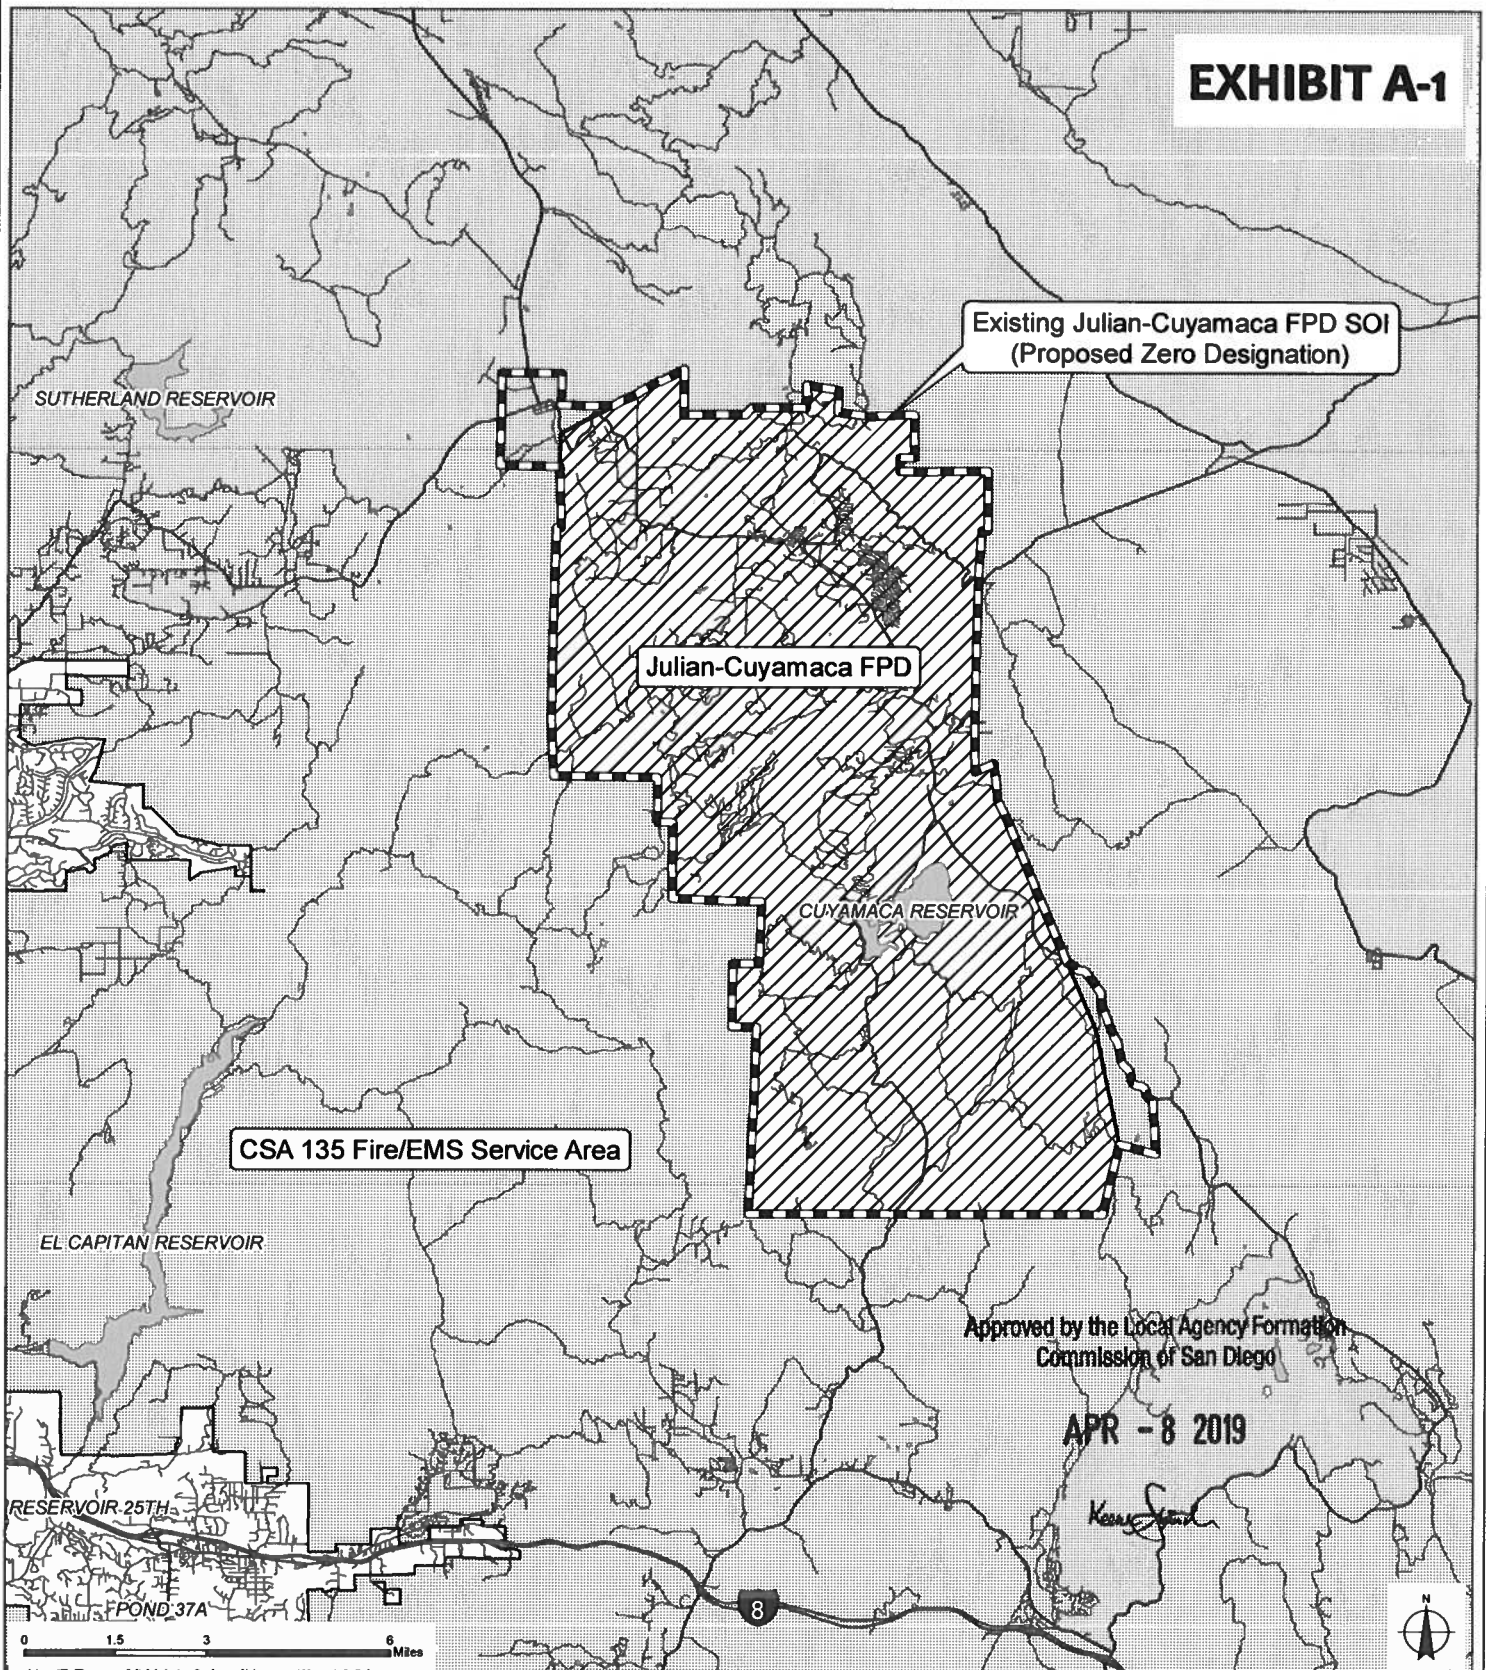 EXHIBIT A-1
Existing Julian-Cuyamaca FPD SOI
(Proposed Zero Designation)
SUTHERLAND RESERVOIR
Julian-Cuyamaca FPD
CUYAMACA RESERVOIR
CSA 135 Fire/EMS Service Area
EL CAPITAN RESERVOIR
Approved by the Local Agency Formation
Commission of San Diego
APR - 8 2019
RESERVOIR 25TH
8
POND 37A
N
0 1.5 3 6
Miles